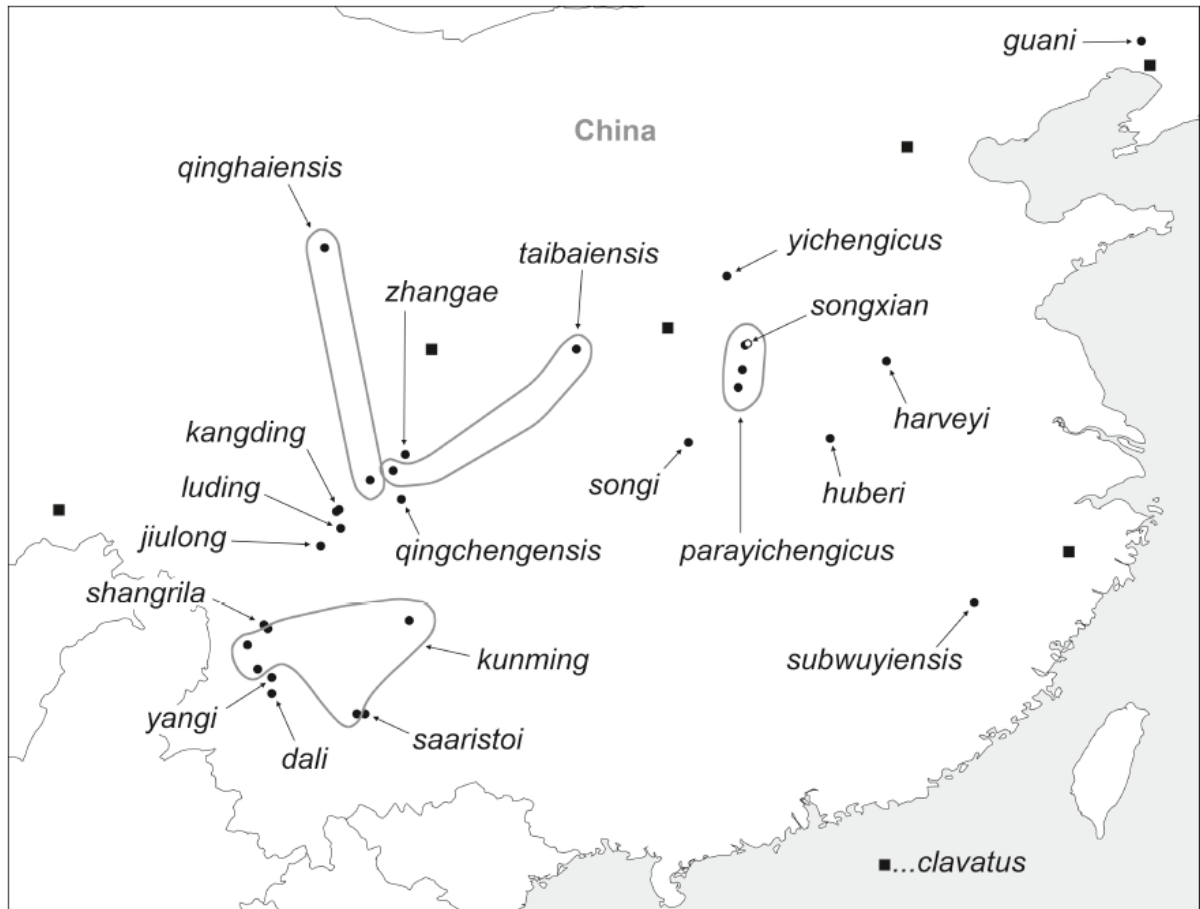 guani
China
qinghaiensis
yichengicus
taibaiensis
zhangae
songxian
harveyi
kangding
luding
songi
huberi
jiulong
qingchengensis
parayichengicus
shangrila
kunming
subwuyiensis
yangi
saaristoi
dali
...clavatus